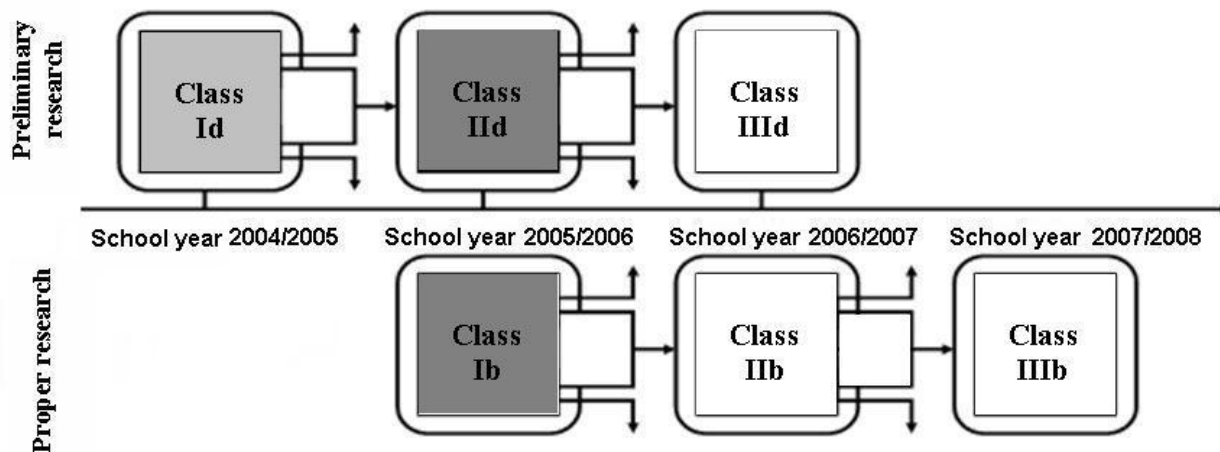 Preliminary
research
Class
Id
Class
IId
Class
IIId
School year 2004/2005
School year 2005/2006
School year 2006/2007
School year 2007/2008
Proper research
Class
Ib
Class
IIb
Class
IIIb